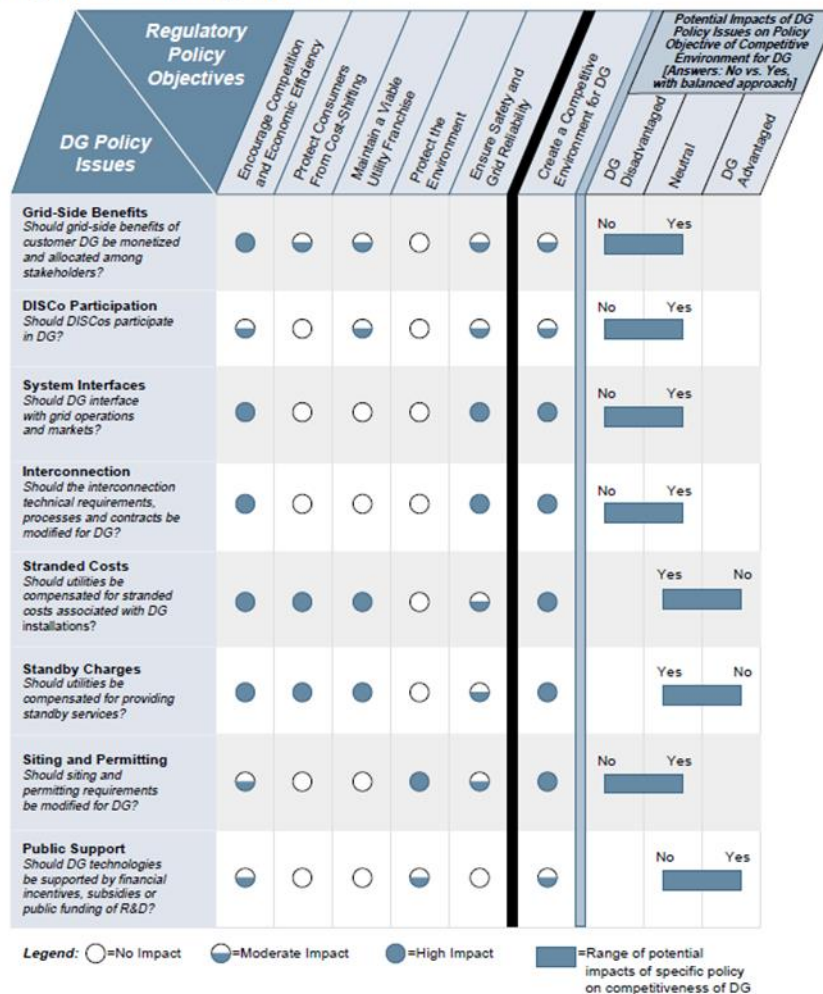 Regulatory
Policy
Objectives
DG Policy
Issues
Encourage Competition
and Economic Efficiency
Protect Consumers
From Cost-Shifting
Maintain a Viable
Utility Franchise
Protect the
Environment
Ensure Safety and
Grid Reliability
Create a Competitive
Environment for DG
Potential Impacts of DG
Policy Issues on Policy
Objective of Competitive
Environment for DG
[Answers: No vs. Yes,
with balanced approach]
DG
Disadvantaged
Neutral
DG
Advantaged
Grid-Side Benefits
Should grid-side benefits of
customer DG be monetized
and allocated among
stakeholders?
No Yes
DISCo Participation
Should DISCos participate
in DG?
No Yes
System Interfaces
Should DG interface
with grid operations
and markets?
No Yes
Interconnection
Should the interconnection
technical requirements,
processes and contracts be
modified for DG?
No Yes
Stranded Costs
Should utilities be
compensated for stranded
costs associated with DG
installations?
Yes No
Standby Charges
Should utilities be
compensated for providing
standby services?
Yes No
Siting and Permitting
Should siting and
permitting requirements
be modified for DG?
No Yes
Public Support
Should DG technologies
be supported by financial
incentives, subsidies or
public funding of R&D?
No Yes
Legend: =No Impact =Moderate Impact =High Impact =Range of potential
impacts of specific policy
on competitiveness of DG